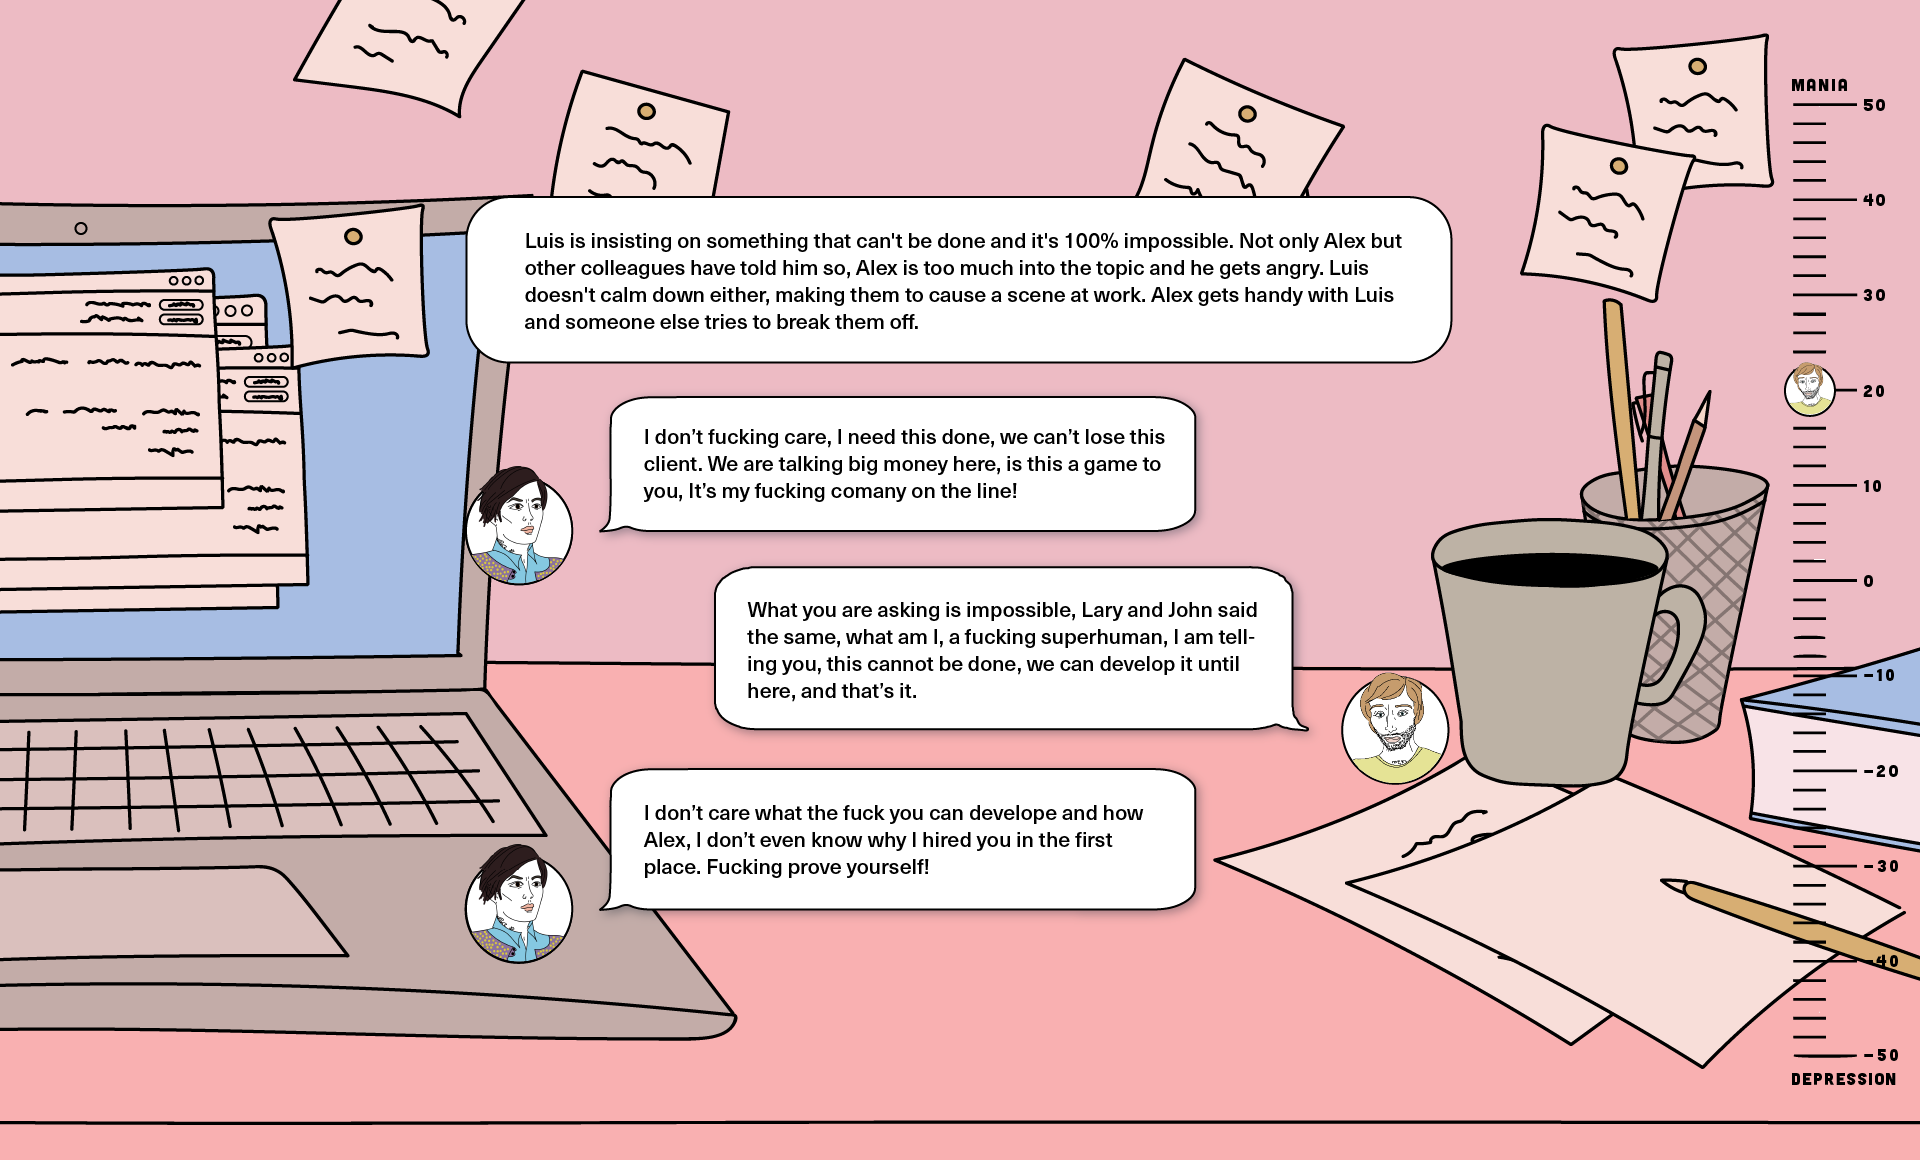 Luis is insisting on something that can't be done and it's 100% impossible. Not only Alex but
other colleagues have told him so, Alex is too much into the topic and he gets angry. Luis
doesn't calm down either, making them to cause a scene at work. Alex gets handy with Luis
and someone else tries to break them off.
I don’t fucking care, I need this done, we can’t lose this
client. We are talking big money here, is this a game to
you, It’s my fucking comany on the line!
What you are asking is impossible, Lary and John said
the same, what am I, a fucking superhuman, I am tell-
ing you, this cannot be done, we can develop it until
here, and that’s it.
I don’t care what the fuck you can develope and how
Alex, I don’t even know why I hired you in the first
place. Fucking prove yourself!
MANIA
50
40
30
20
10
0
-10
-20
-30
-40
-50
DEPRESSION